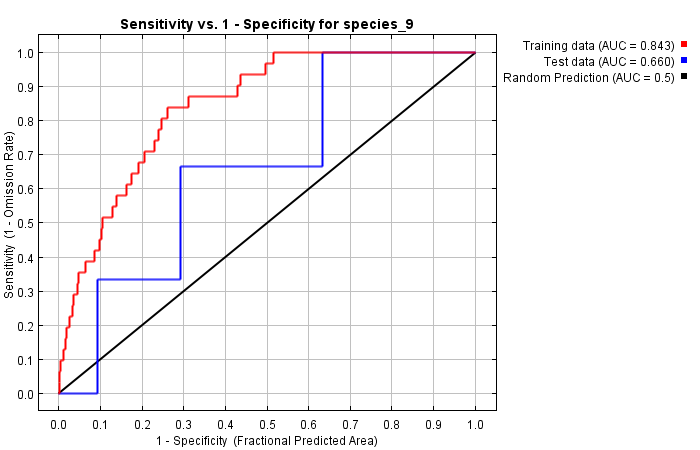 Sensitivity vs. 1 - Specificity for species_9
Training data (AUC = 0.843)
Test data (AUC = 0.660)
Random Prediction (AUC = 0.5)
Sensitivity (1 - Omission Rate)
1.0
0.9
0.8
0.7
0.6
0.5
0.4
0.3
0.2
0.1
0.0
0.0 0.1 0.2 0.3 0.4 0.5 0.6 0.7 0.8 0.9 1.0
1 - Specificity (Fractional Predicted Area)